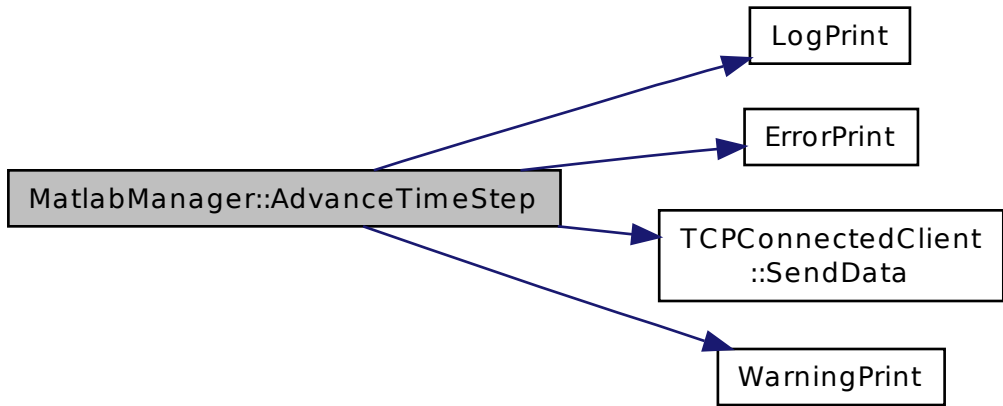 LogPrint
ErrorPrint
MatlabManager::AdvanceTimeStep
TCPConnectedClient
::SendData
WarningPrint